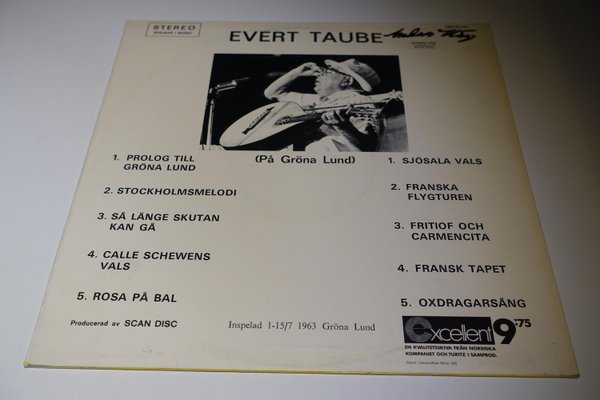 STEREO
SPELBAR I MONO
EVERT TAUBE
(På Gröna Lund)
1. PROLOG TILL
GRÖNA LUND
2. STOCKHOLMSMELODI
3. SÅ LÄNGE SKUTAN
KAN GÅ
4. CALLE SCHEWENS
VALS
5. ROSA PÅ BAL
1. SJÖSALA VALS
2. FRANSKA
FLYGTUREN
3. FRITIOF OCH
CARMENCITA
4. FRANSK TAPET
5. OXDRAGARSÅNG
Producerad av SCAN DISC
Inspelad 1-15/7 1963 Gröna Lund
Excellent 9:75
EN KVALITETSSKIVA FRÅN NORDISKA
KOMPANIET OCH TURITZ I SAMPROD.